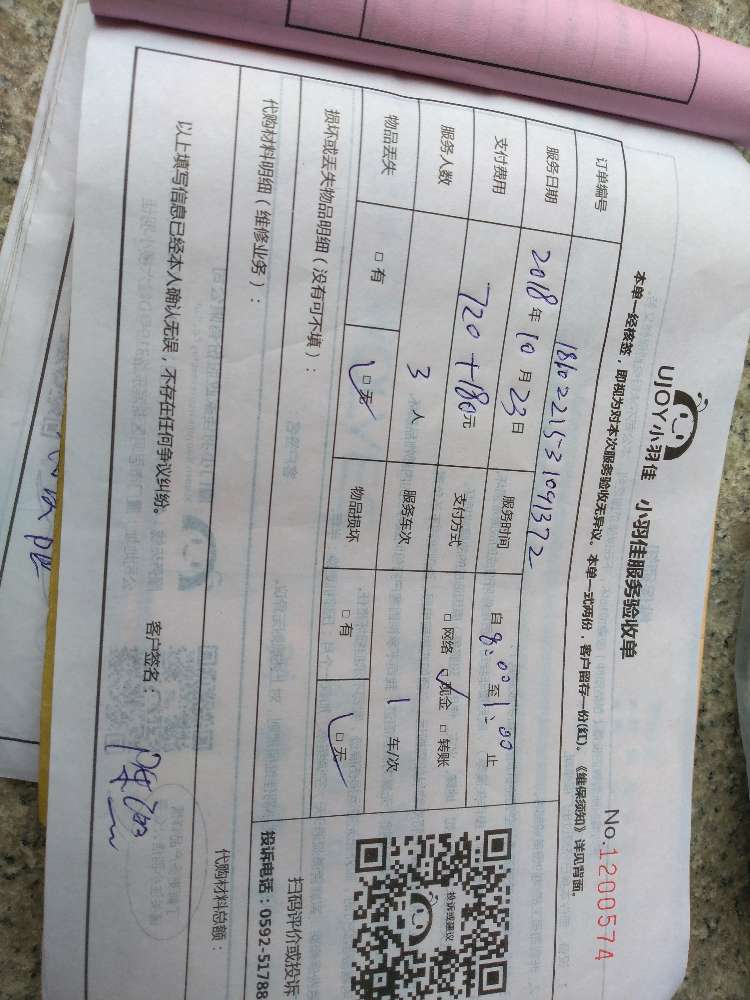 UJOY小羽佳 小羽佳服务验收单
No.1200574
本单一经核签，即视为对本次服务验收无异议。本单一式两份，客户留存一份(红)。《维保须知》详见背面。
订单编号 1810221531091372
服务日期 2018年10月23日 服务时间 自8:00至1:00止
支付费用 720+180元 支付方式 □网络 ☑现金 □转账
服务人数 3人 服务车次 1车/次
物品丢失 □有 ☑无 物品损坏 □有 ☑无
投诉或建议
损坏或丢失物品明细（没有可不填）：
扫码评价或投诉
投诉电话：0592-51788
代购材料明细（维修业务）：
代购材料总额：
以上填写信息已经本人确认无误，不存在任何争议纠纷。 客户签名：